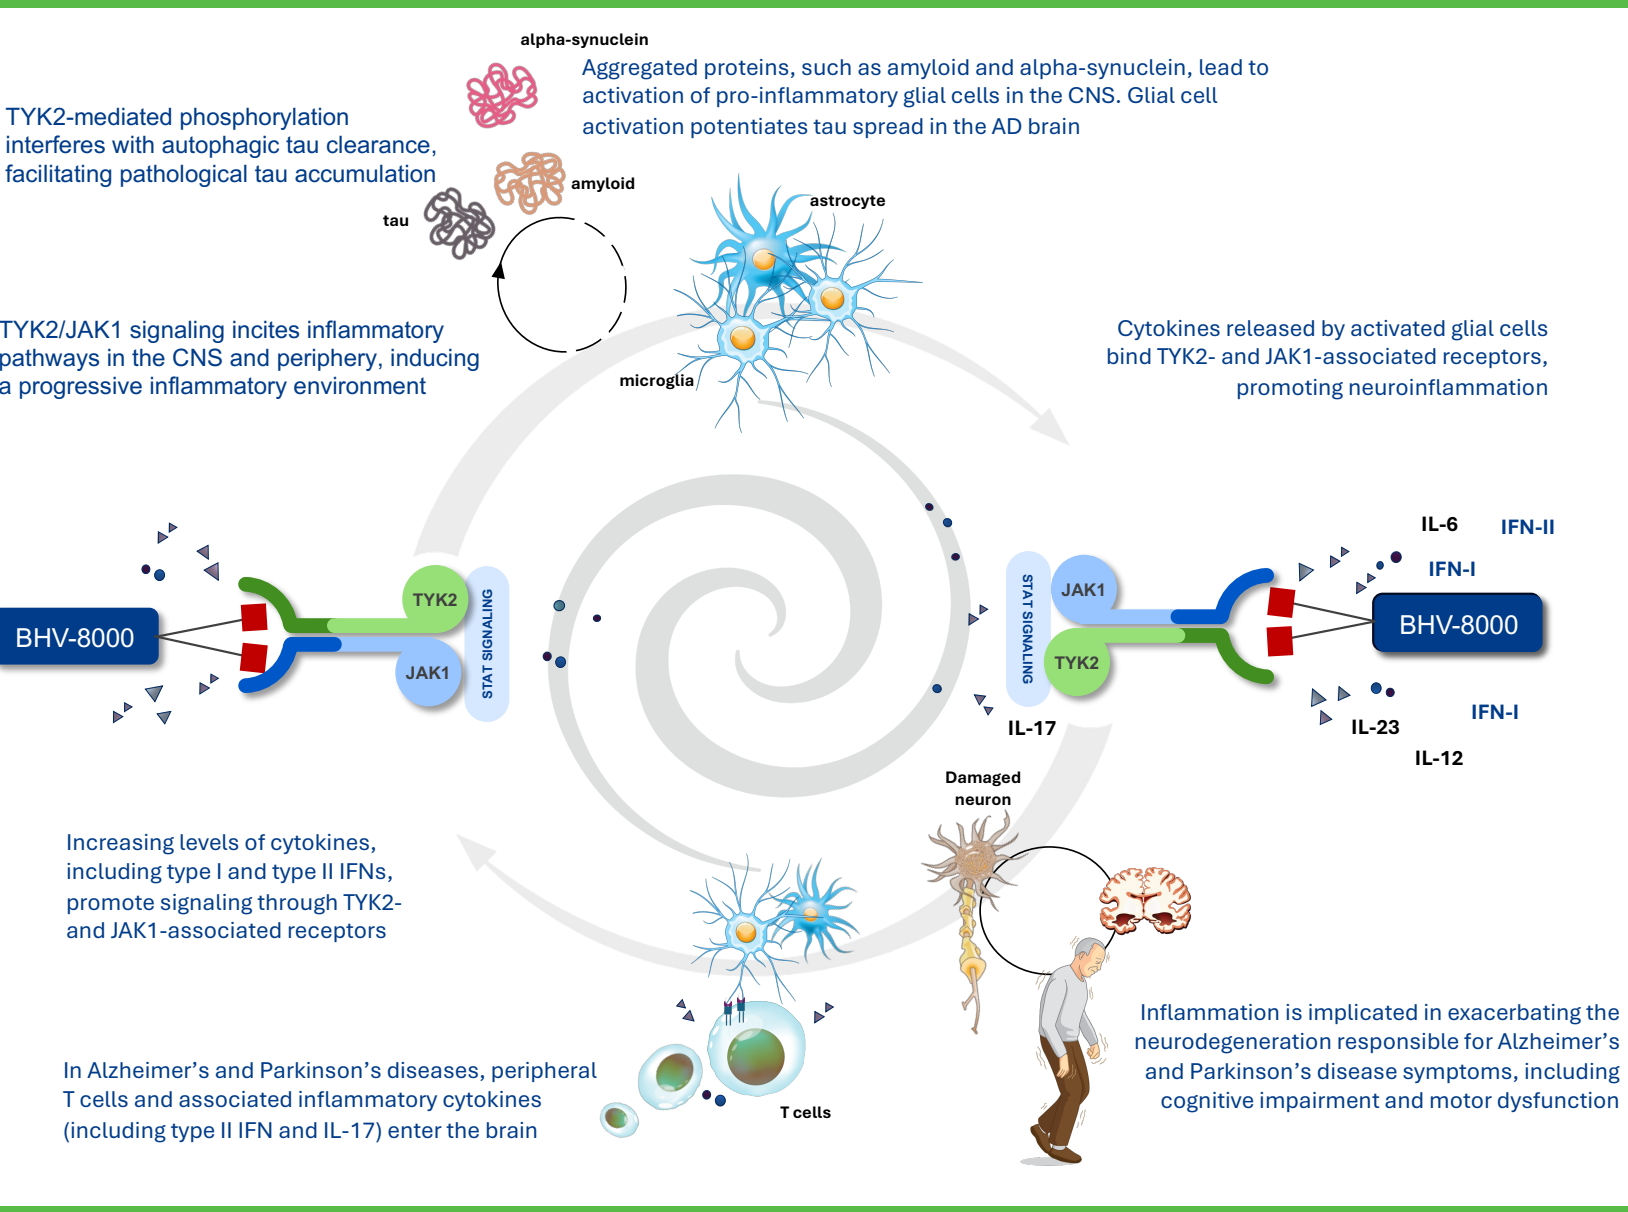 alpha-synuclein
Aggregated proteins, such as amyloid and alpha-synuclein, lead to
activation of pro-inflammatory glial cells in the CNS. Glial cell
activation potentiates tau spread in the AD brain
TYK2-mediated phosphorylation
interferes with autophagic tau clearance,
facilitating pathological tau accumulation
amyloid
tau
astrocyte
microglia
TYK2/JAK1 signaling incites inflammatory
pathways in the CNS and periphery, inducing
a progressive inflammatory environment
Cytokines released by activated glial cells
bind TYK2- and JAK1-associated receptors,
promoting neuroinflammation
BHV-8000
TYK2
JAK1
STAT SIGNALING
STAT SIGNALING
JAK1
TYK2
IL-6
IFN-II
IFN-I
BHV-8000
IFN-I
IL-23
IL-12
IL-17
Damaged
neuron
Increasing levels of cytokines,
including type I and type II IFNs,
promote signaling through TYK2-
and JAK1-associated receptors
In Alzheimer’s and Parkinson’s diseases, peripheral
T cells and associated inflammatory cytokines
(including type II IFN and IL-17) enter the brain
T cells
Inflammation is implicated in exacerbating the
neurodegeneration responsible for Alzheimer’s
and Parkinson’s disease symptoms, including
cognitive impairment and motor dysfunction